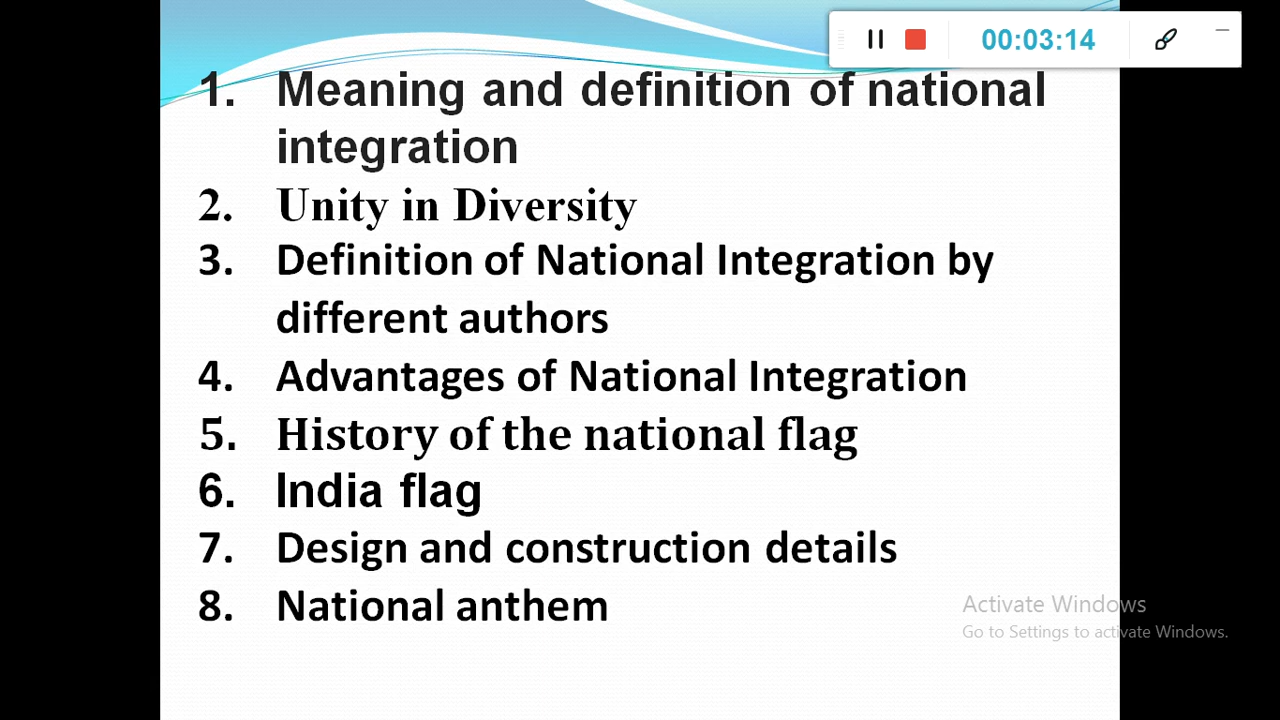 00:03:14
1. Meaning and definition of national
integration
2. Unity in Diversity
3. Definition of National Integration by
different authors
4. Advantages of National Integration
5. History of the national flag
6. India flag
7. Design and construction details
8. National anthem
Activate Windows
Go to Settings to activate Windows.